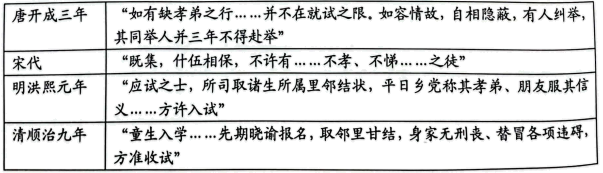 唐开成三年 “如有缺孝弟之行……并不在就试之限。如容情故，自相隐蔽，有人纠举，
其同举人并三年不得赴举”
宋代 “既集，什伍相保，不许有……不孝、不悌……之徒”
明洪熙元年 “应试之士，所司取诸生所属里邻结状，平日乡党称其孝弟、朋友服其信
义……方许入试”
清顺治九年 “童生入学……先期晓谕报名，取邻里甘结，身家无刑丧、替冒各项违碍，
方准收试”